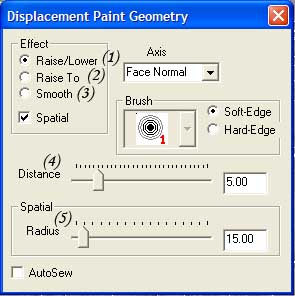 Displacement Paint Geometry
Effect
Raise/Lower (1)
Raise To (2)
Smooth (3)
Spatial
Axis
Face Normal
Brush
1
Soft-Edge
Hard-Edge
(4)
Distance 5.00
Spatial
(5)
Radius 15.00
AutoSew